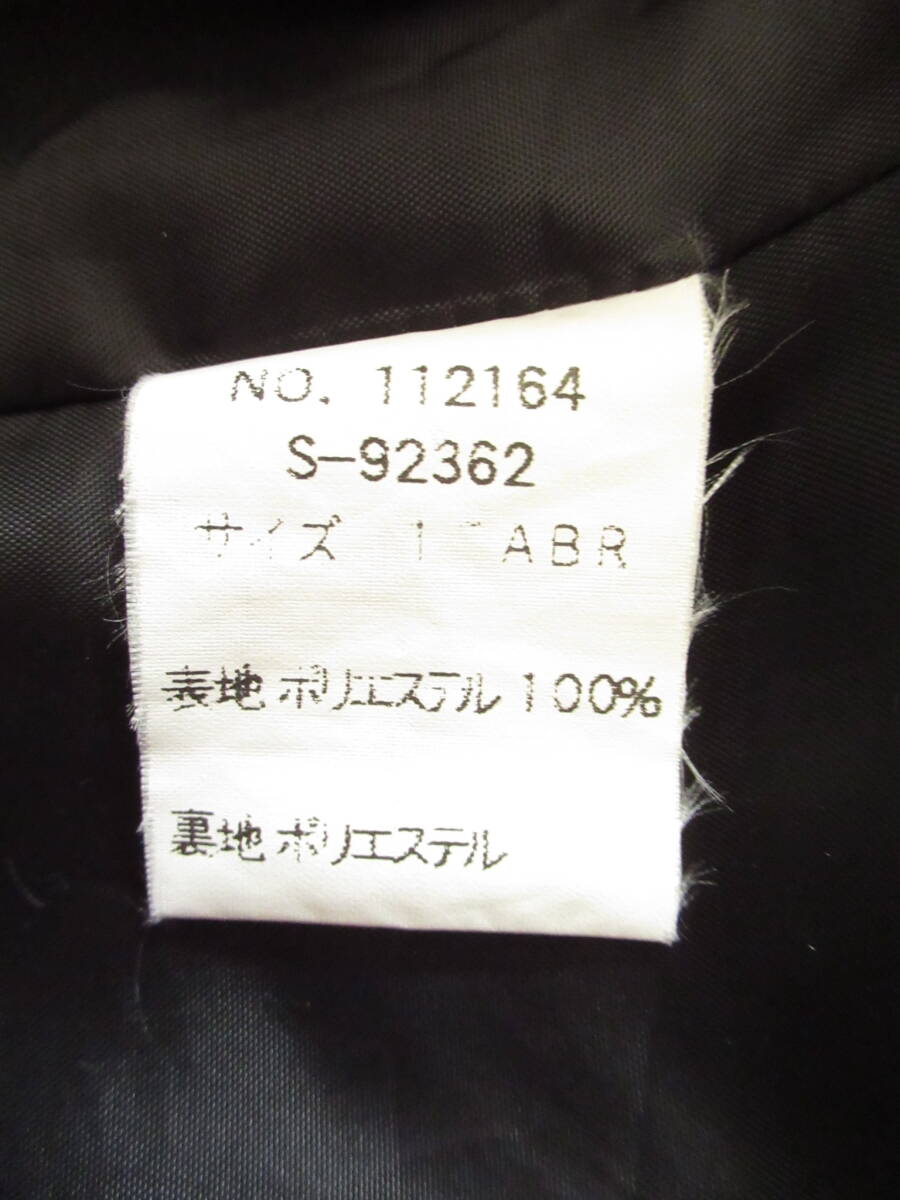 NO. 112164
S-92362
サイズ ABR
表地 ポリエステル 100%
裏地 ポリエステル